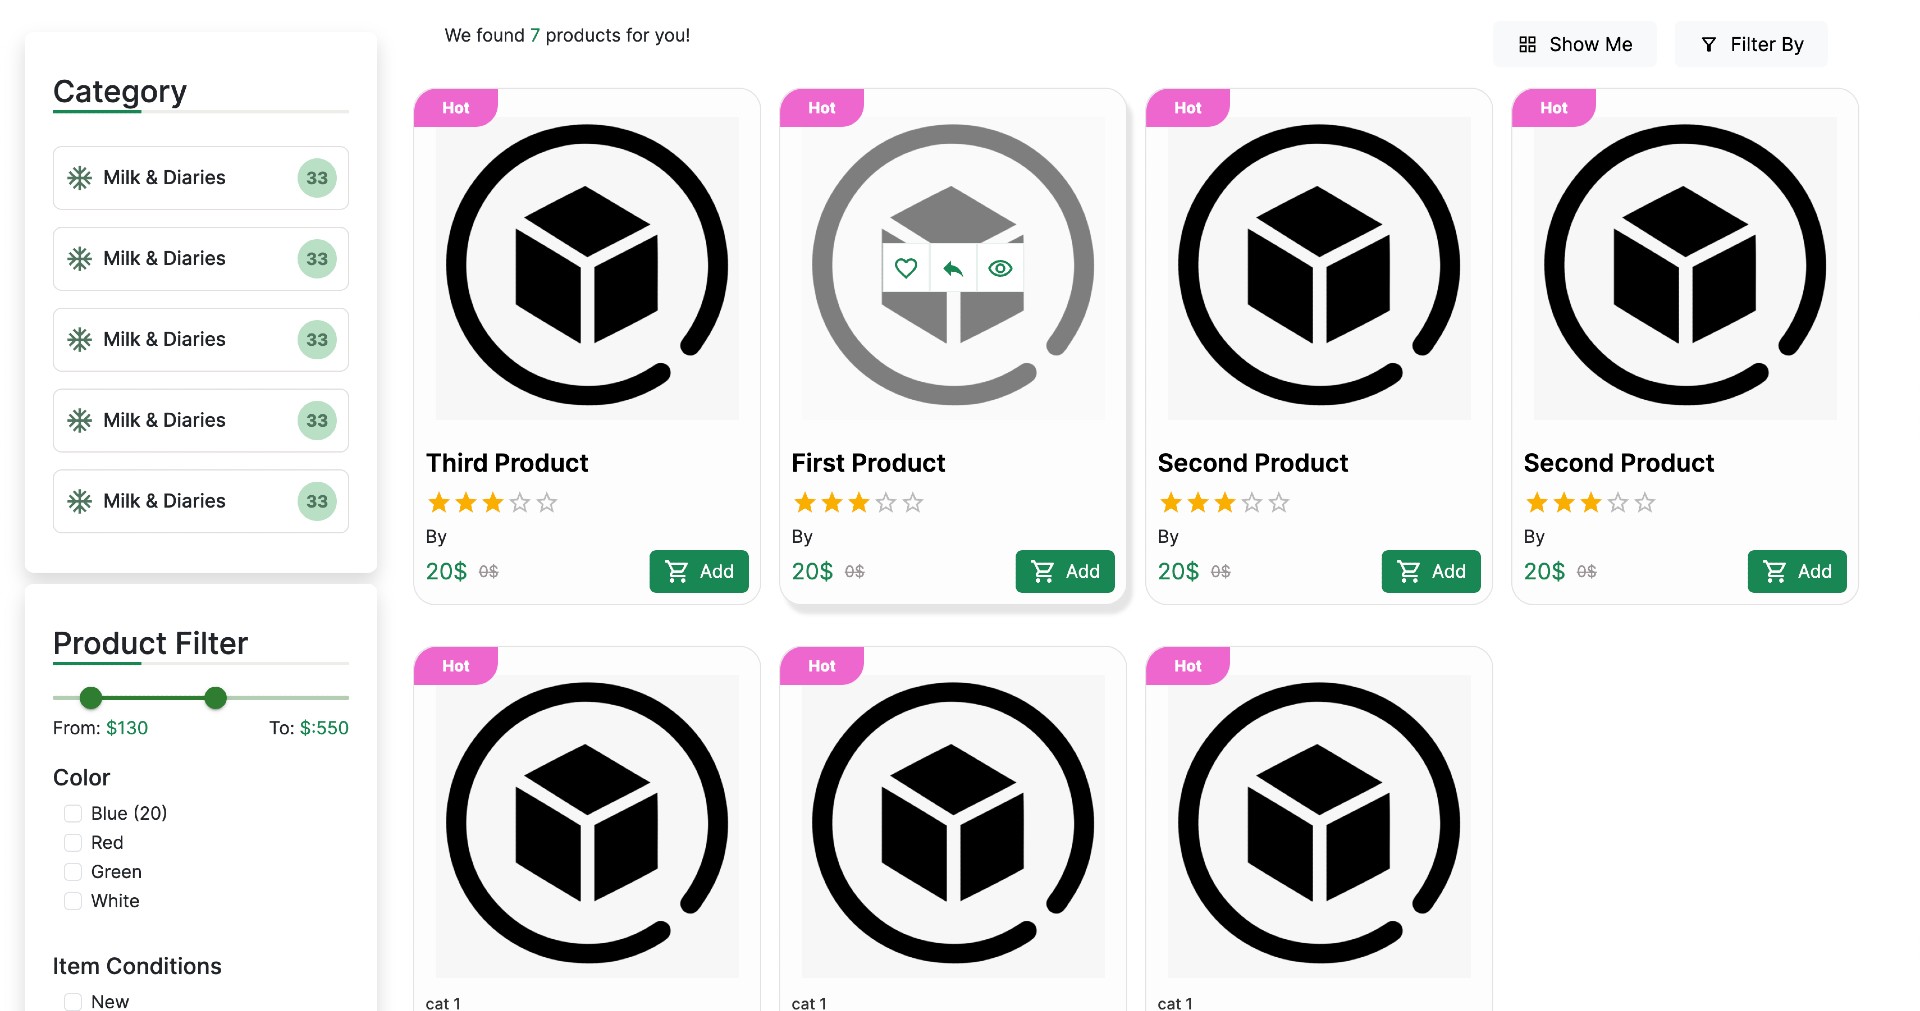 We found 7 products for you!
Show Me
Filter By
Category
Milk & Diaries 33
Milk & Diaries 33
Milk & Diaries 33
Milk & Diaries 33
Milk & Diaries 33
Product Filter
From: $130 To: $:550
Color
Blue (20)
Red
Green
White
Item Conditions
New
Hot
Third Product
By
20$ 0$ Add
Hot
First Product
By
20$ 0$ Add
Hot
Second Product
By
20$ 0$ Add
Hot
Second Product
By
20$ 0$ Add
Hot
cat 1
Hot
cat 1
Hot
cat 1